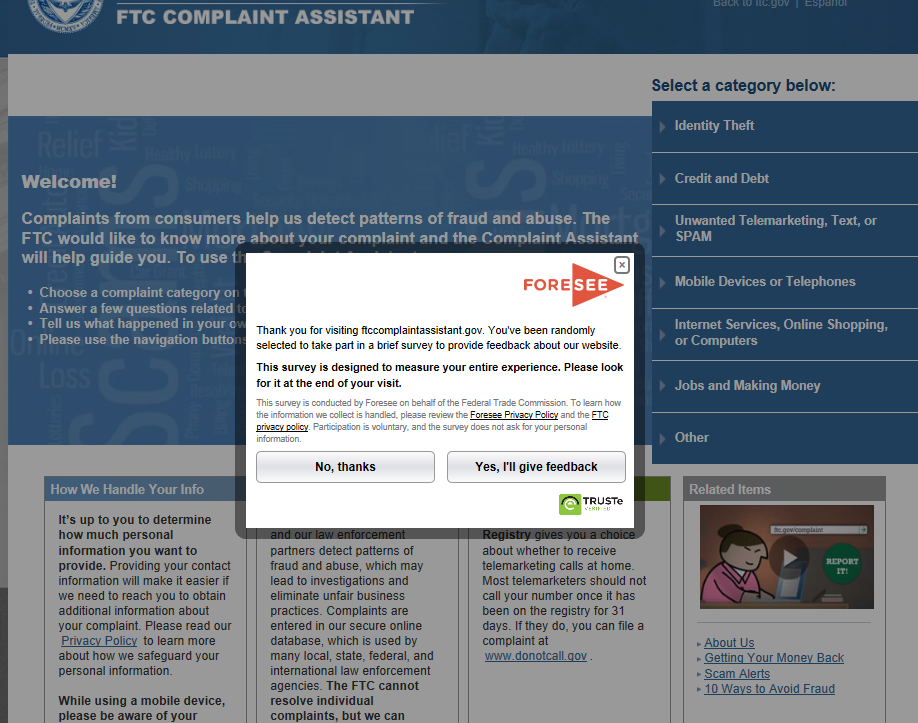 Back to ftc.gov | Español
FTC COMPLAINT ASSISTANT
Select a category below:
Identity Theft
Credit and Debt
Unwanted Telemarketing, Text, or
SPAM
Mobile Devices or Telephones
Internet Services, Online Shopping,
or Computers
Jobs and Making Money
Other
Relief
Healthy Lottery
Shopping
Healthy Lottery
Shopping
Online
Loss
Welcome!
Complaints from consumers help us detect patterns of fraud and abuse. The
FTC would like to know more about your complaint and the Complaint Assistant
will help guide you. To use
• Choose a complaint category on
• Answer a few questions related to
• Tell us what happened in your
• Please use the navigation buttons
x
FORESEE
Thank you for visiting ftccomplaintassistant.gov. You've been randomly
selected to take part in a brief survey to provide feedback about our website.
This survey is designed to measure your entire experience. Please look
for it at the end of your visit.
This survey is conducted by Foresee on behalf of the Federal Trade Commission. To learn how
the information we collect is handled, please review the Foresee Privacy Policy and the FTC
privacy policy. Participation is voluntary, and the survey does not ask for your personal
information.
No, thanks
Yes, I'll give feedback
TRUSTe
VERIFIED
How We Handle Your Info
It's up to you to determine
how much personal
information you want to
provide. Providing your contact
information will make it easier if
we need to reach you to obtain
additional information about
your complaint. Please read our
Privacy Policy to learn more
about how we safeguard your
personal information.
While using a mobile device,
please be aware of your
and our law enforcement
partners detect patterns of
fraud and abuse, which may
lead to investigations and
eliminate unfair business
practices. Complaints are
entered in our secure online
database, which is used by
many local, state, federal, and
international law enforcement
agencies. The FTC cannot
resolve individual
complaints, but we can
Registry gives you a choice
about whether to receive
telemarketing calls at home.
Most telemarketers should not
call your number once it has
been on the registry for 31
days. If they do, you can file a
complaint at
www.donotcall.gov .
Related Items
ftc.gov/complaint
REPORT
IT!
About Us
Getting Your Money Back
Scam Alerts
10 Ways to Avoid Fraud